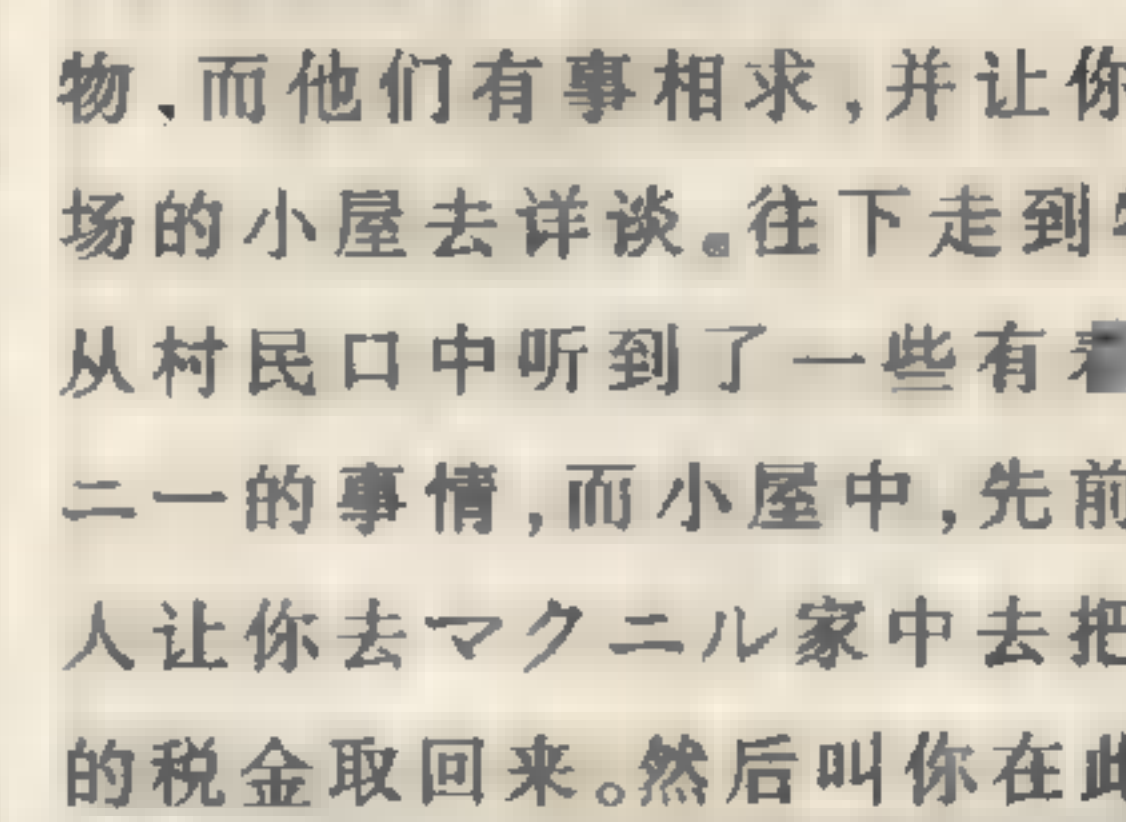 物、而他们有事相求,并让你
场的小屋去详谈。往下走到
从村民口中听到了一些有
ニ一的事情,而小屋中,先前
人让你去マクニル家中去把
的税金取回来。然后叫你在此